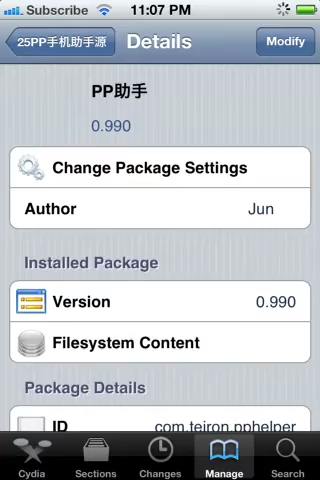 Subscribe 11:07 PM
25PP手机助手源 Details Modify
PP助手
0.990
Change Package Settings
Author Jun
Installed Package
Version 0.990
Filesystem Content
Package Details
ID com.teiron.pphelper
Cydia Sections Changes Manage Search